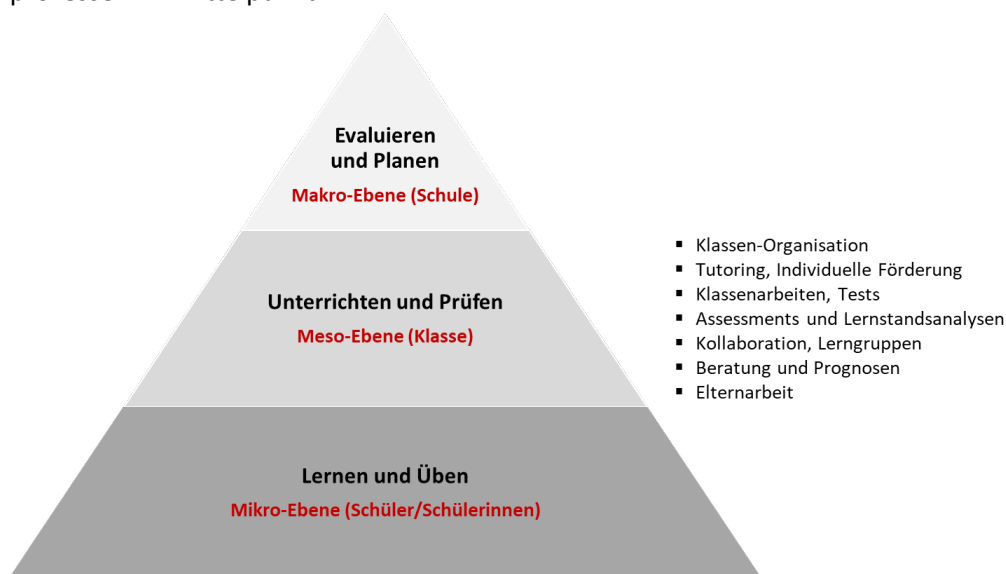 Evaluieren
und Planen
Makro-Ebene (Schule)
Unterrichten und Prüfen
Meso-Ebene (Klasse)
▪ Klassen-Organisation
▪ Tutoring, Individuelle Förderung
▪ Klassenarbeiten, Tests
▪ Assessments und Lernstandsanalysen
▪ Kollaboration, Lerngruppen
▪ Beratung und Prognosen
▪ Elternarbeit
Lernen und Üben
Mikro-Ebene (Schüler/Schülerinnen)